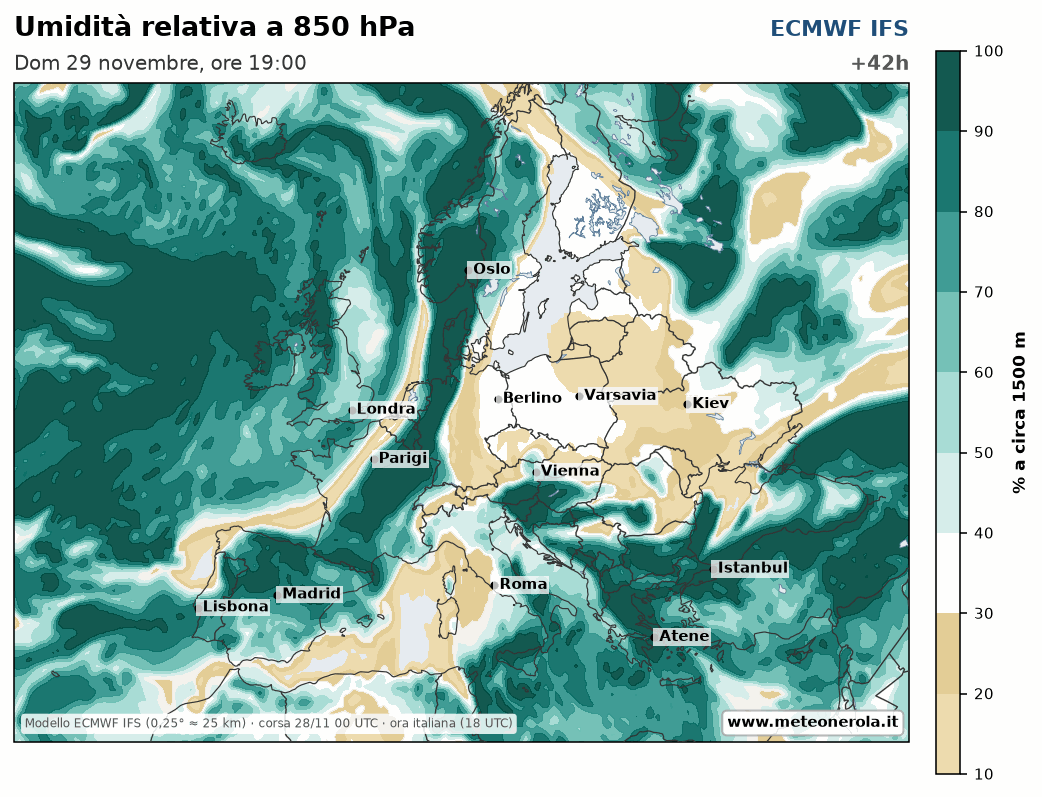 Umidità relativa a 850 hPa
ECMWF IFS
Dom 29 novembre, ore 19:00
+42h
100
90
80
70
60
50
40
30
20
10
% a circa 1500 m
Oslo
Londra
Berlino
Varsavia
Kiev
Parigi
Vienna
Istanbul
Roma
Madrid
Lisbona
Atene
Modello ECMWF IFS (0,25° ≈ 25 km) · corsa 28/11 00 UTC · ora italiana (18 UTC)
www.meteonerola.it